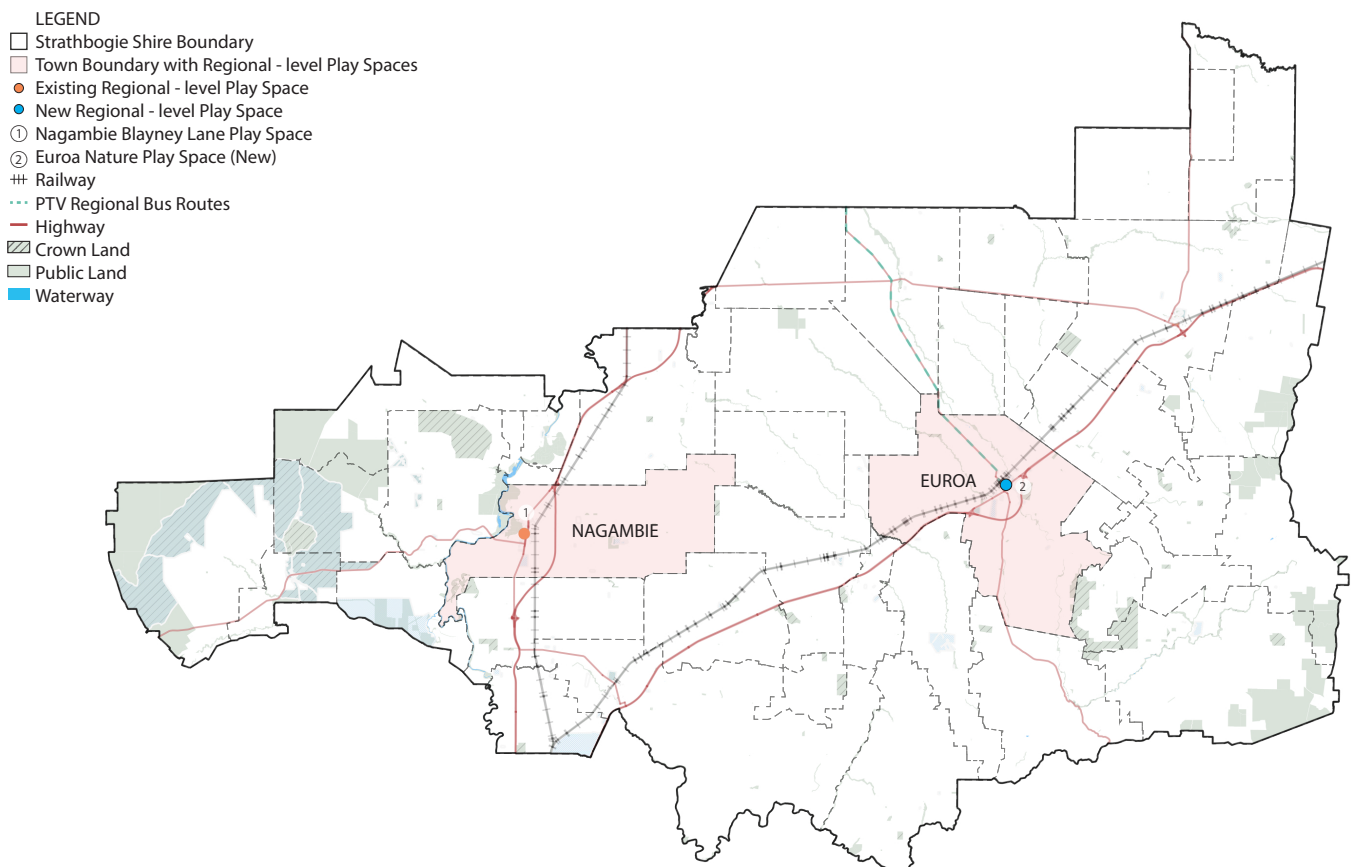 LEGEND
Strathbogie Shire Boundary
Town Boundary with Regional - level Play Spaces
Existing Regional - level Play Space
New Regional - level Play Space
1 Nagambie Blayney Lane Play Space
2 Euroa Nature Play Space (New)
Railway
PTV Regional Bus Routes
Highway
Crown Land
Public Land
Waterway
EUROA
2
1
NAGAMBIE